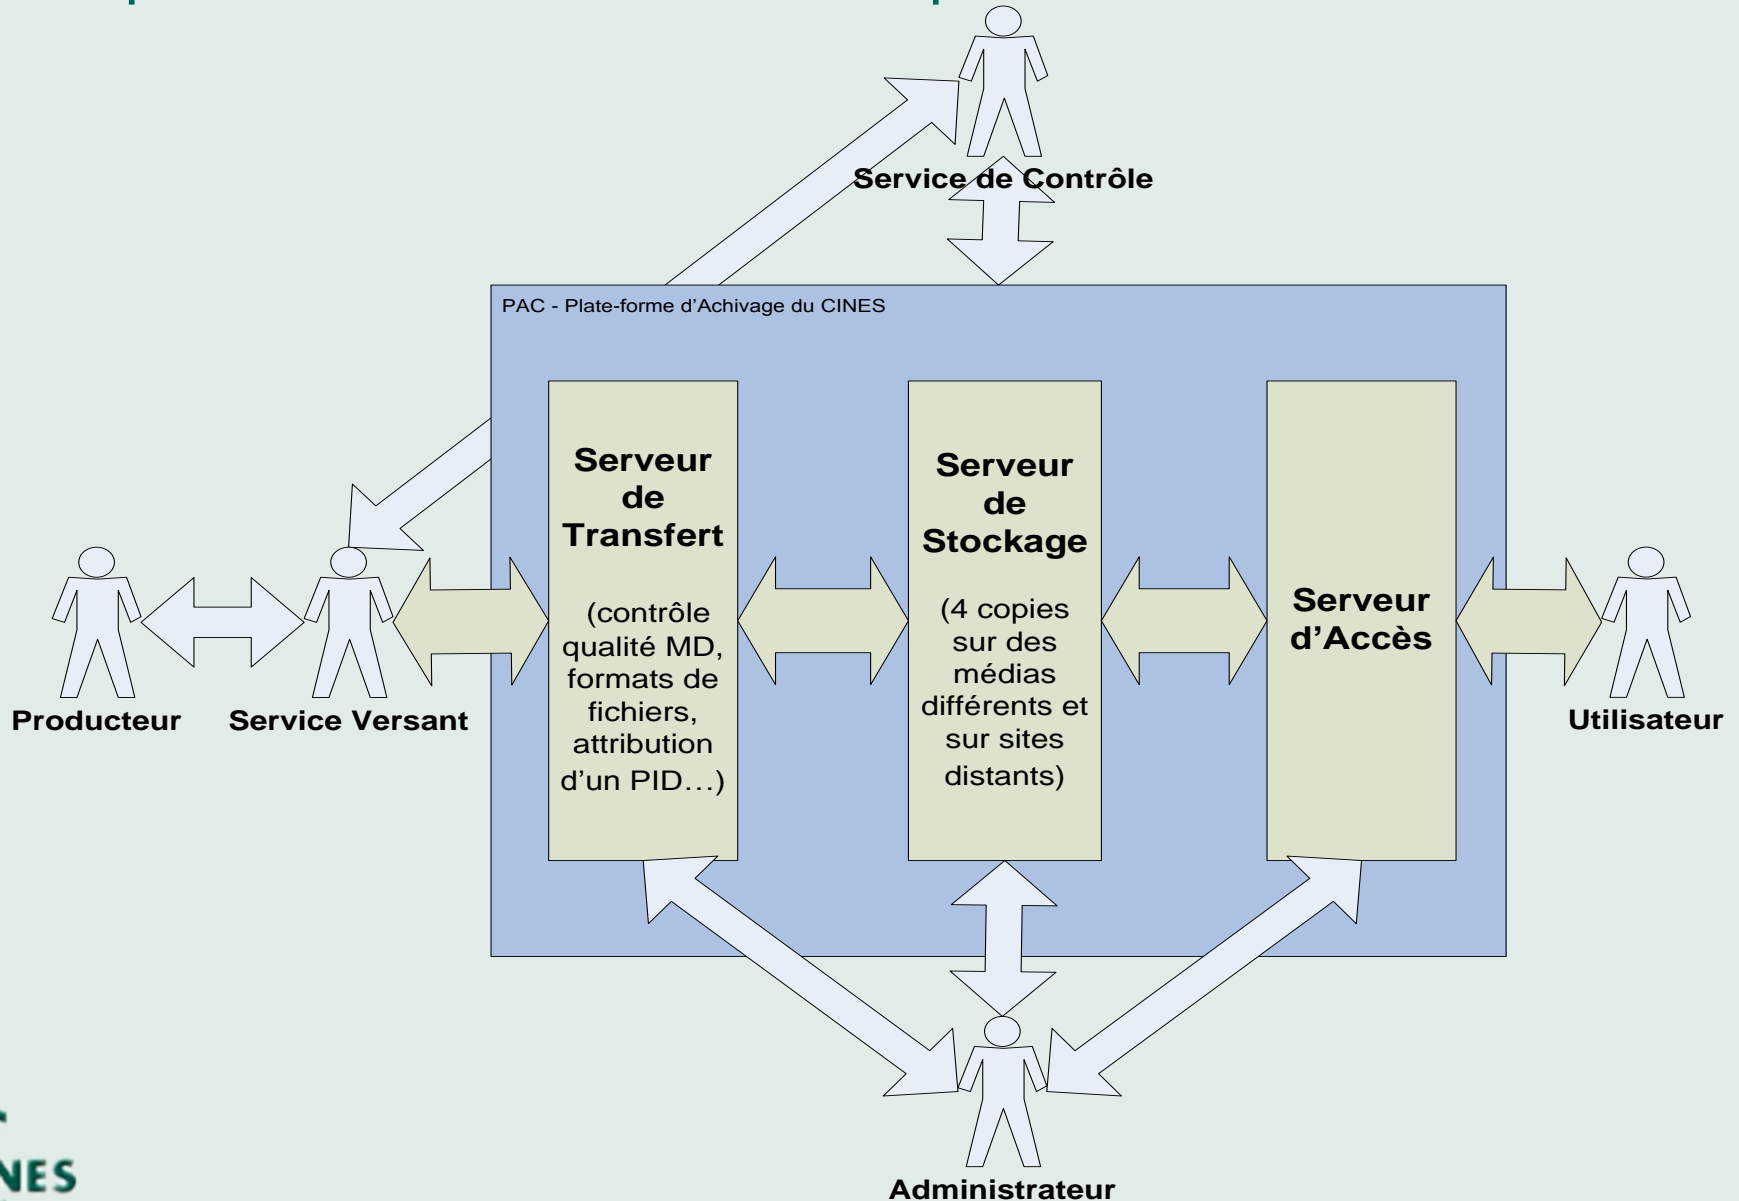 Service de Contrôle
PAC - Plate-forme d'Achivage du CINES
Serveur
de
Transfert
(contrôle
qualité MD,
formats de
fichiers,
attribution
d'un PID…)
Serveur
de
Stockage
(4 copies
sur des
médias
différents et
sur sites
distants)
Serveur
d'Accès
Producteur
Service Versant
Utilisateur
Administrateur
NES